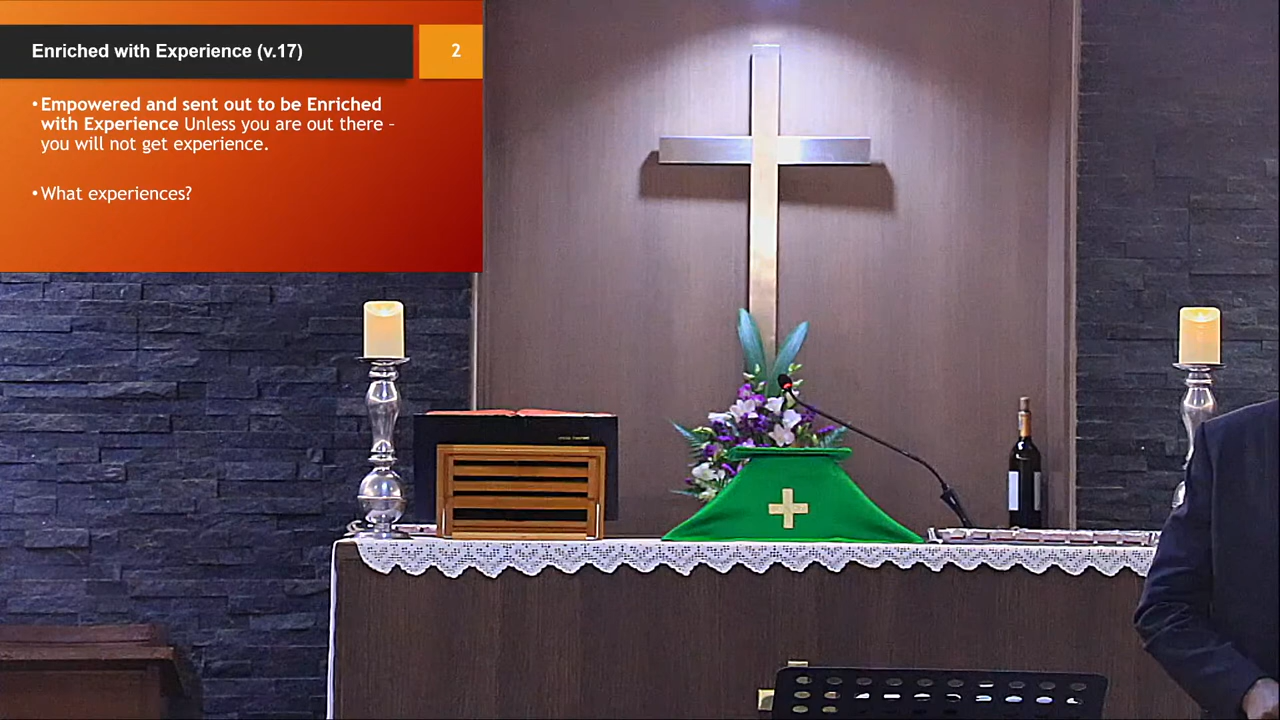 Enriched with Experience (v.17)
2
•Empowered and sent out to be Enriched
with Experience Unless you are out there –
you will not get experience.
•What experiences?